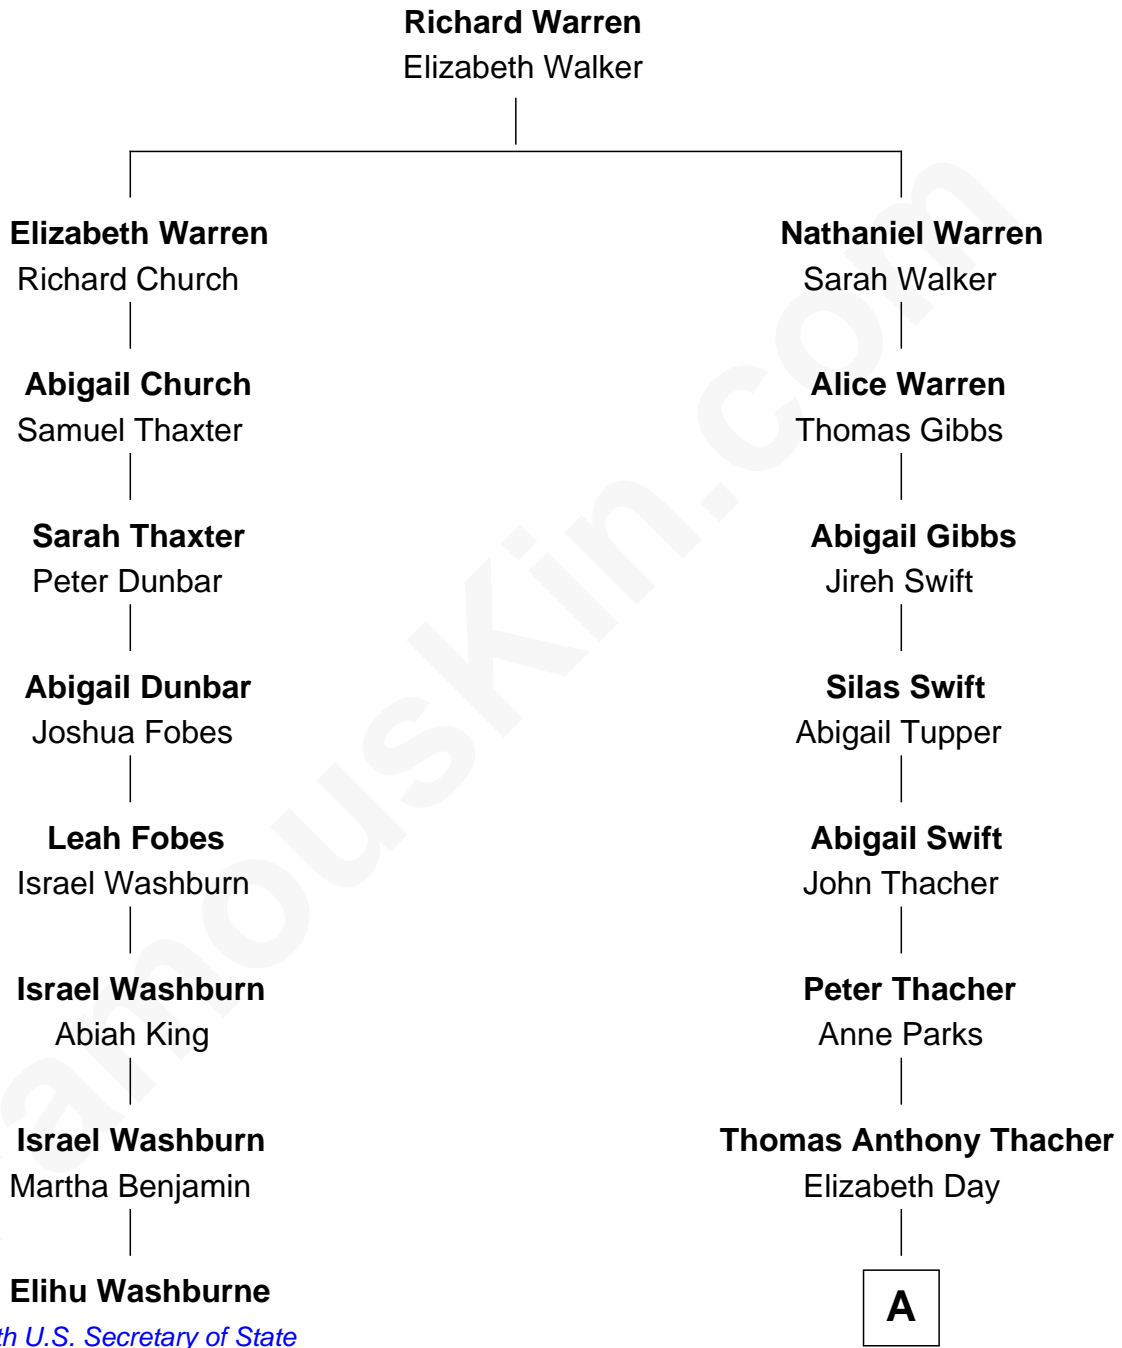 Richard Warren
Elizabeth Walker
Elizabeth Warren
Richard Church
Nathaniel Warren
Sarah Walker
Abigail Church
Samuel Thaxter
Alice Warren
Thomas Gibbs
Sarah Thaxter
Peter Dunbar
Abigail Gibbs
Jireh Swift
Abigail Dunbar
Joshua Fobes
Silas Swift
Abigail Tupper
Leah Fobes
Israel Washburn
Abigail Swift
John Thacher
Israel Washburn
Abiah King
Peter Thacher
Anne Parks
Israel Washburn
Martha Benjamin
Thomas Anthony Thacher
Elizabeth Day
Elihu Washburne
th U.S. Secretary of State
A
amousKin.com